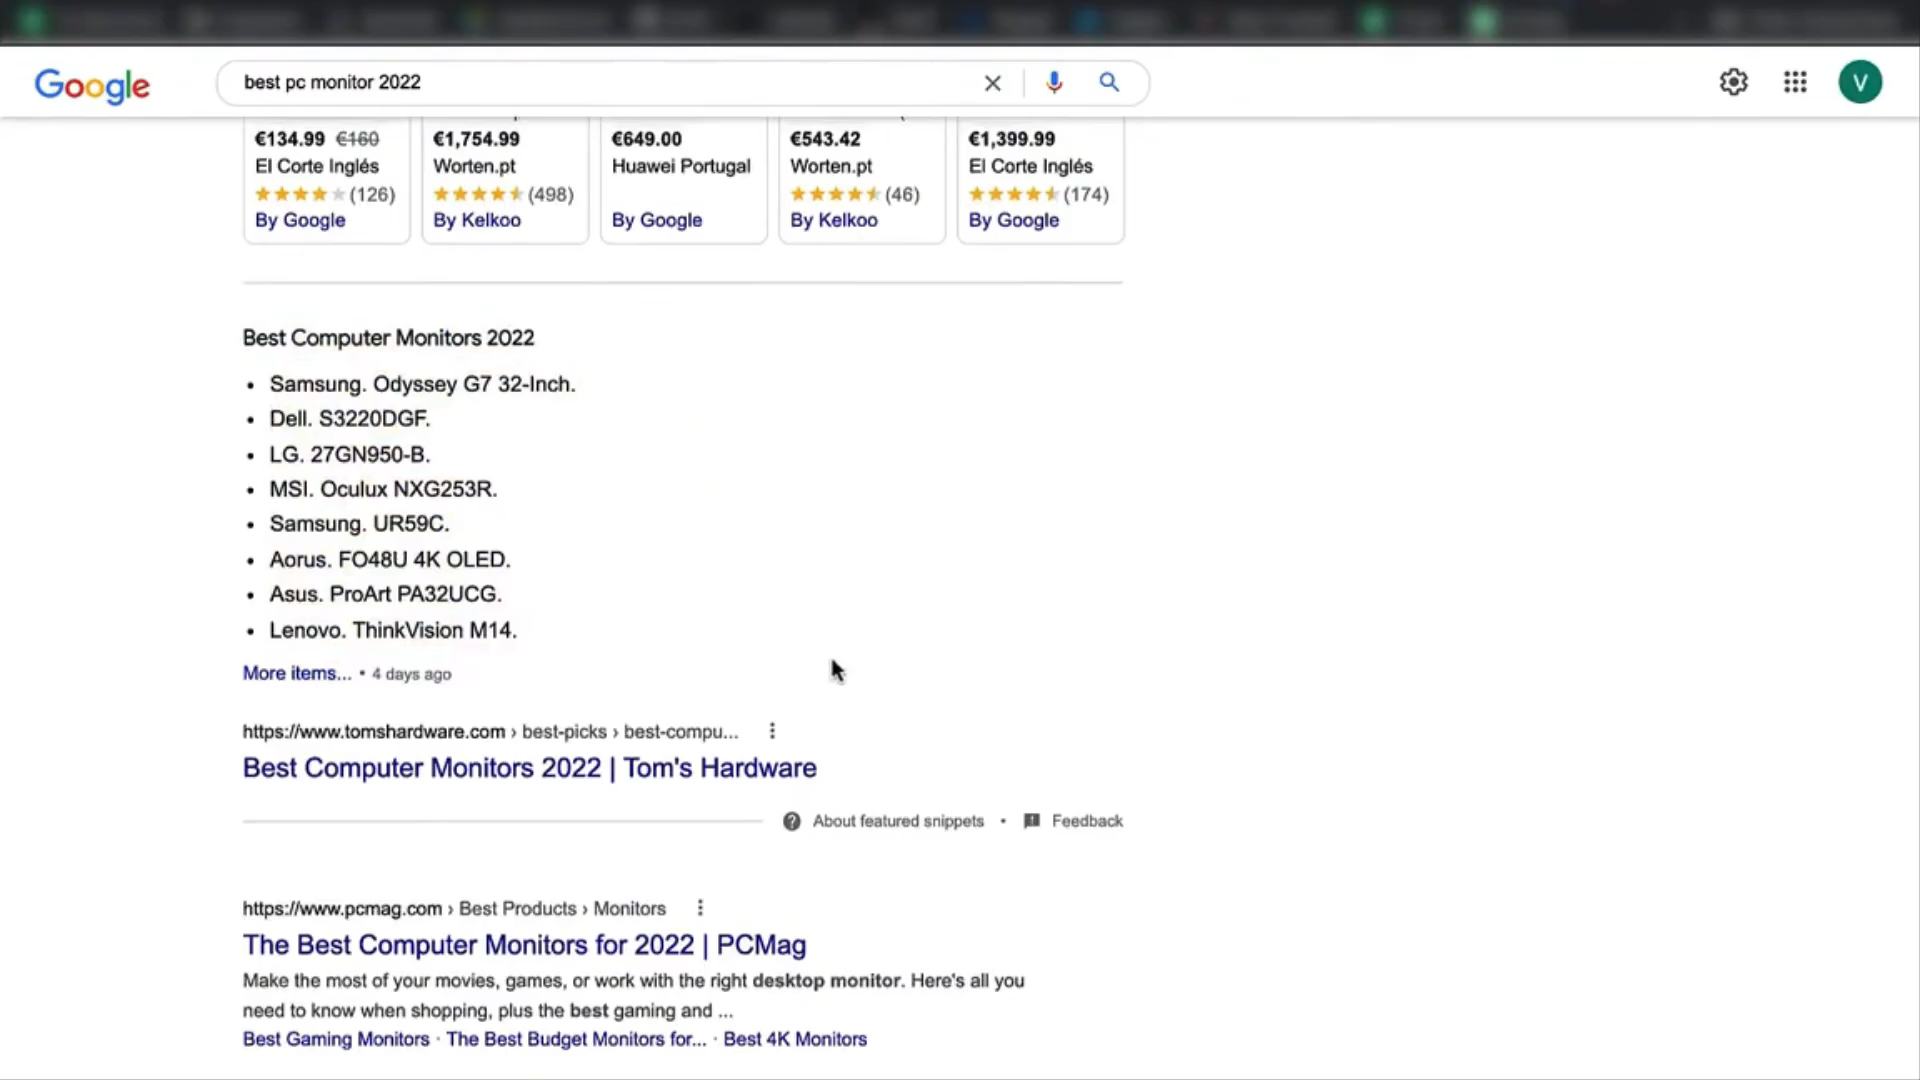 Google
best pc monitor 2022
V
€134.99 €160
El Corte Inglés
(126)
By Google
€1,754.99
Worten.pt
(498)
By Kelkoo
€649.00
Huawei Portugal
By Google
€543.42
Worten.pt
(46)
By Kelkoo
€1,399.99
El Corte Inglés
(174)
By Google
Best Computer Monitors 2022
• Samsung. Odyssey G7 32-Inch.
• Dell. S3220DGF.
• LG. 27GN950-B.
• MSI. Oculux NXG253R.
• Samsung. UR59C.
• Aorus. FO48U 4K OLED.
• Asus. ProArt PA32UCG.
• Lenovo. ThinkVision M14.
More items... • 4 days ago
https://www.tomshardware.com › best-picks › best-compu...
Best Computer Monitors 2022 | Tom's Hardware
About featured snippets • Feedback
https://www.pcmag.com › Best Products › Monitors
The Best Computer Monitors for 2022 | PCMag
Make the most of your movies, games, or work with the right desktop monitor. Here's all you
need to know when shopping, plus the best gaming and ...
Best Gaming Monitors · The Best Budget Monitors for... · Best 4K Monitors